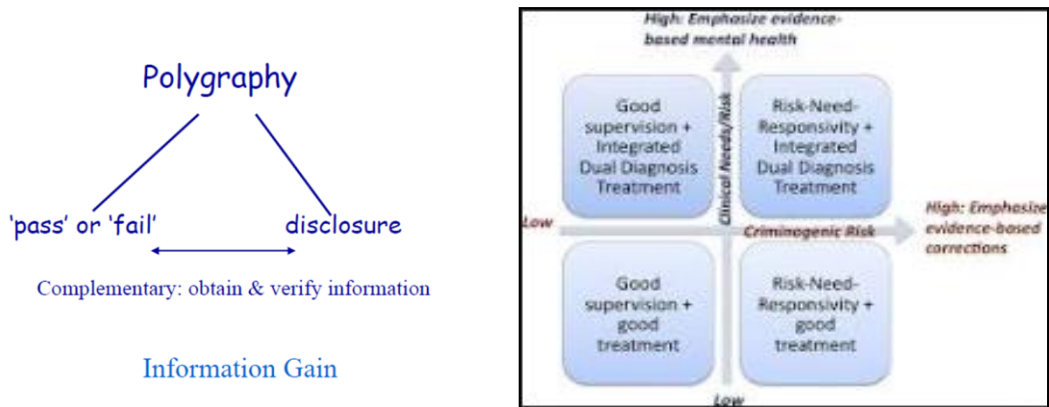 Polygraphy
'pass' or 'fail'
disclosure
Complementary: obtain & verify information
Information Gain
High: Emphasize evidence-
based mental health
Good
supervision +
Integrated
Dual Diagnosis
Treatment
Clinical Needs/Risk
Risk-Need-
Responsivity +
Integrated
Dual Diagnosis
Treatment
Low
Criminogenic Risk
High: Emphasize
evidence-based
corrections
Good
supervision +
good
treatment
Risk-Need-
Responsivity +
good
treatment
Low